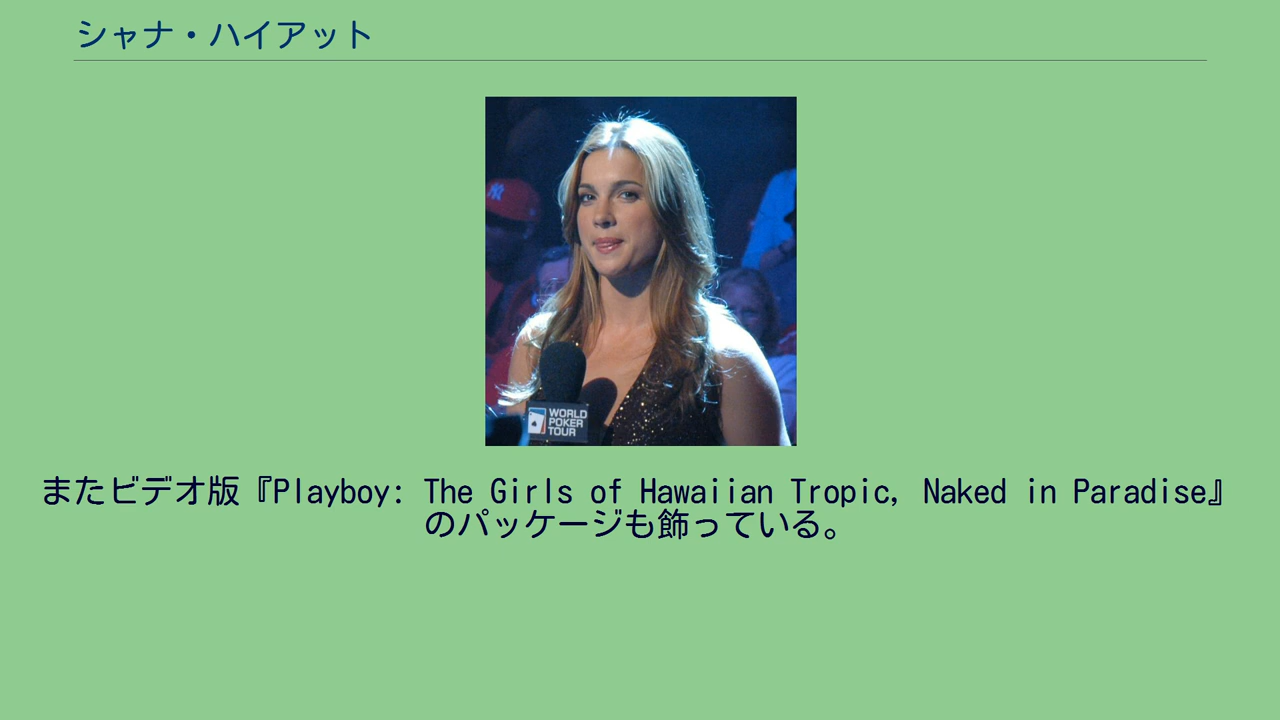 シャナ・ハイアット
WORLD
POKER
TOUR
またビデオ版『Playboy: The Girls of Hawaiian Tropic, Naked in Paradise』
のパッケージも飾っている。